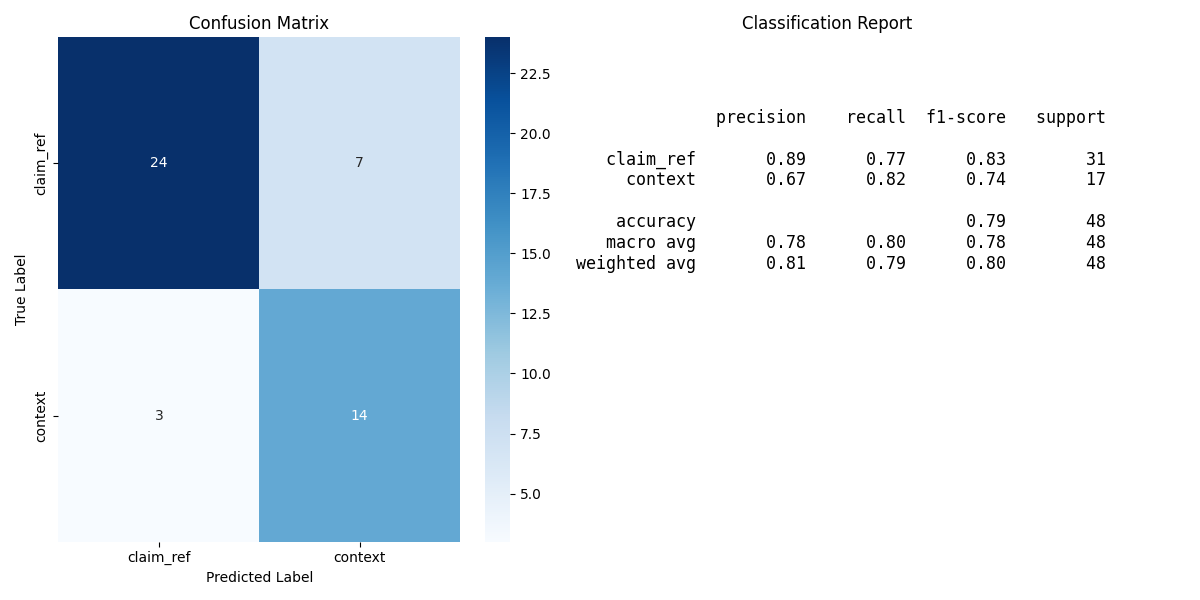 Confusion Matrix
claim_ref
24
7
22.5
20.0
17.5
15.0
12.5
10.0
7.5
5.0
True Label
context
3
14
claim_ref
context
Predicted Label
Classification Report
precision recall f1-score support
claim_ref 0.89 0.77 0.83 31
context 0.67 0.82 0.74 17
accuracy 0.79 48
macro avg 0.78 0.80 0.78 48
weighted avg 0.81 0.79 0.80 48